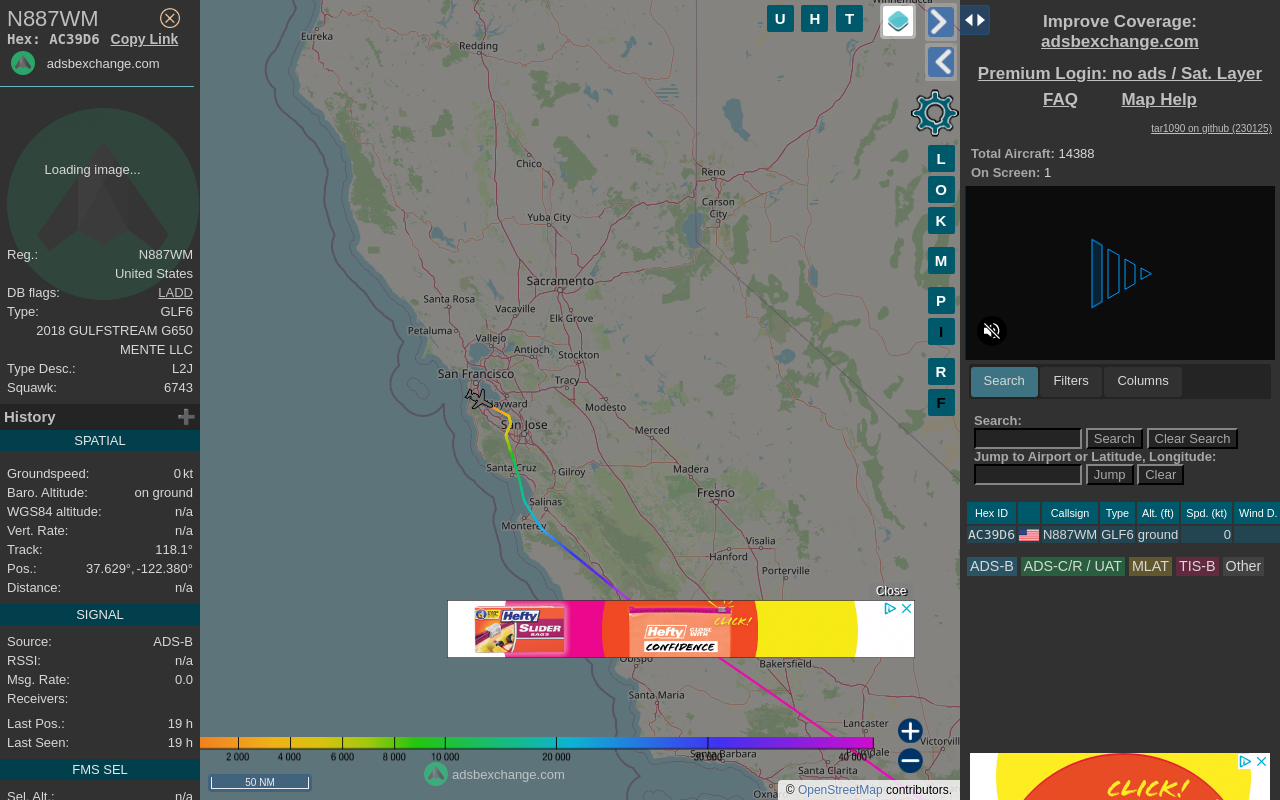 N887WM
Hex: AC39D6 Copy Link
adsbexchange.com
Loading image...
Reg.: N887WM
United States
DB flags: LADD
Type: GLF6
2018 GULFSTREAM G650
MENTE LLC
Type Desc.: L2J
Squawk: 6743
History
SPATIAL
Groundspeed: 0 kt
Baro. Altitude: on ground
WGS84 altitude: n/a
Vert. Rate: n/a
Track: 118.1°
Pos.: 37.629°, -122.380°
Distance: n/a
SIGNAL
Source: ADS-B
RSSI: n/a
Msg. Rate: 0.0
Receivers:
Last Pos.: 19 h
Last Seen: 19 h
FMS SEL
Sel. Alt.: n/a
U H T
L
O
K
M
P
I
R
F
Winnemucca
Eureka
Redding
Chico
Reno
Carson
City
Yuba City
Sacramento
Santa Rosa
Vacaville
Elk Grove
Petaluma
Vallejo
Antioch
Stockton
San Francisco
Tracy
Hayward
Modesto
San Jose
Merced
Santa Cruz
Gilroy
Madera
Salinas
Fresno
Monterey
Visalia
Hanford
Porterville
Close
Hefty
SLIDER
BAGS
Hefty
CLOSE
WITH
CONFIDENCE
CLICK!
Obispo
Bakersfield
Santa Maria
Lancaster
Victorvill
Palmdale
Santa Barbara
Santa Clarita
Oxna
2 000 4 000 6 000 8 000 10 000 20 000 30 000 40 000+
50 NM
adsbexchange.com
© OpenStreetMap contributors.
Improve Coverage:
adsbexchange.com
Premium Login: no ads / Sat. Layer
FAQ Map Help
tar1090 on github (230125)
Total Aircraft: 14388
On Screen: 1
Search Filters Columns
Search:
Search Clear Search
Jump to Airport or Latitude, Longitude:
Jump Clear
Hex ID Callsign Type Alt. (ft) Spd. (kt) Wind D.
AC39D6 N887WM GLF6 ground 0
ADS-B ADS-C/R / UAT MLAT TIS-B Other
CLICK!